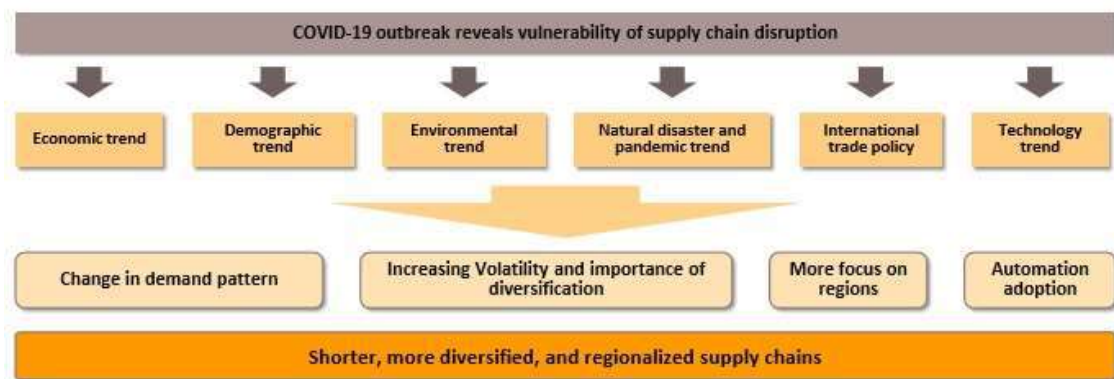 COVID-19 outbreak reveals vulnerability of supply chain disruption
Economic trend
Demographic
trend
Environmental
trend
Natural disaster and
pandemic trend
International
trade policy
Technology
trend
Change in demand pattern
Increasing Volatility and importance of
diversification
More focus on
regions
Automation
adoption
Shorter, more diversified, and regionalized supply chains